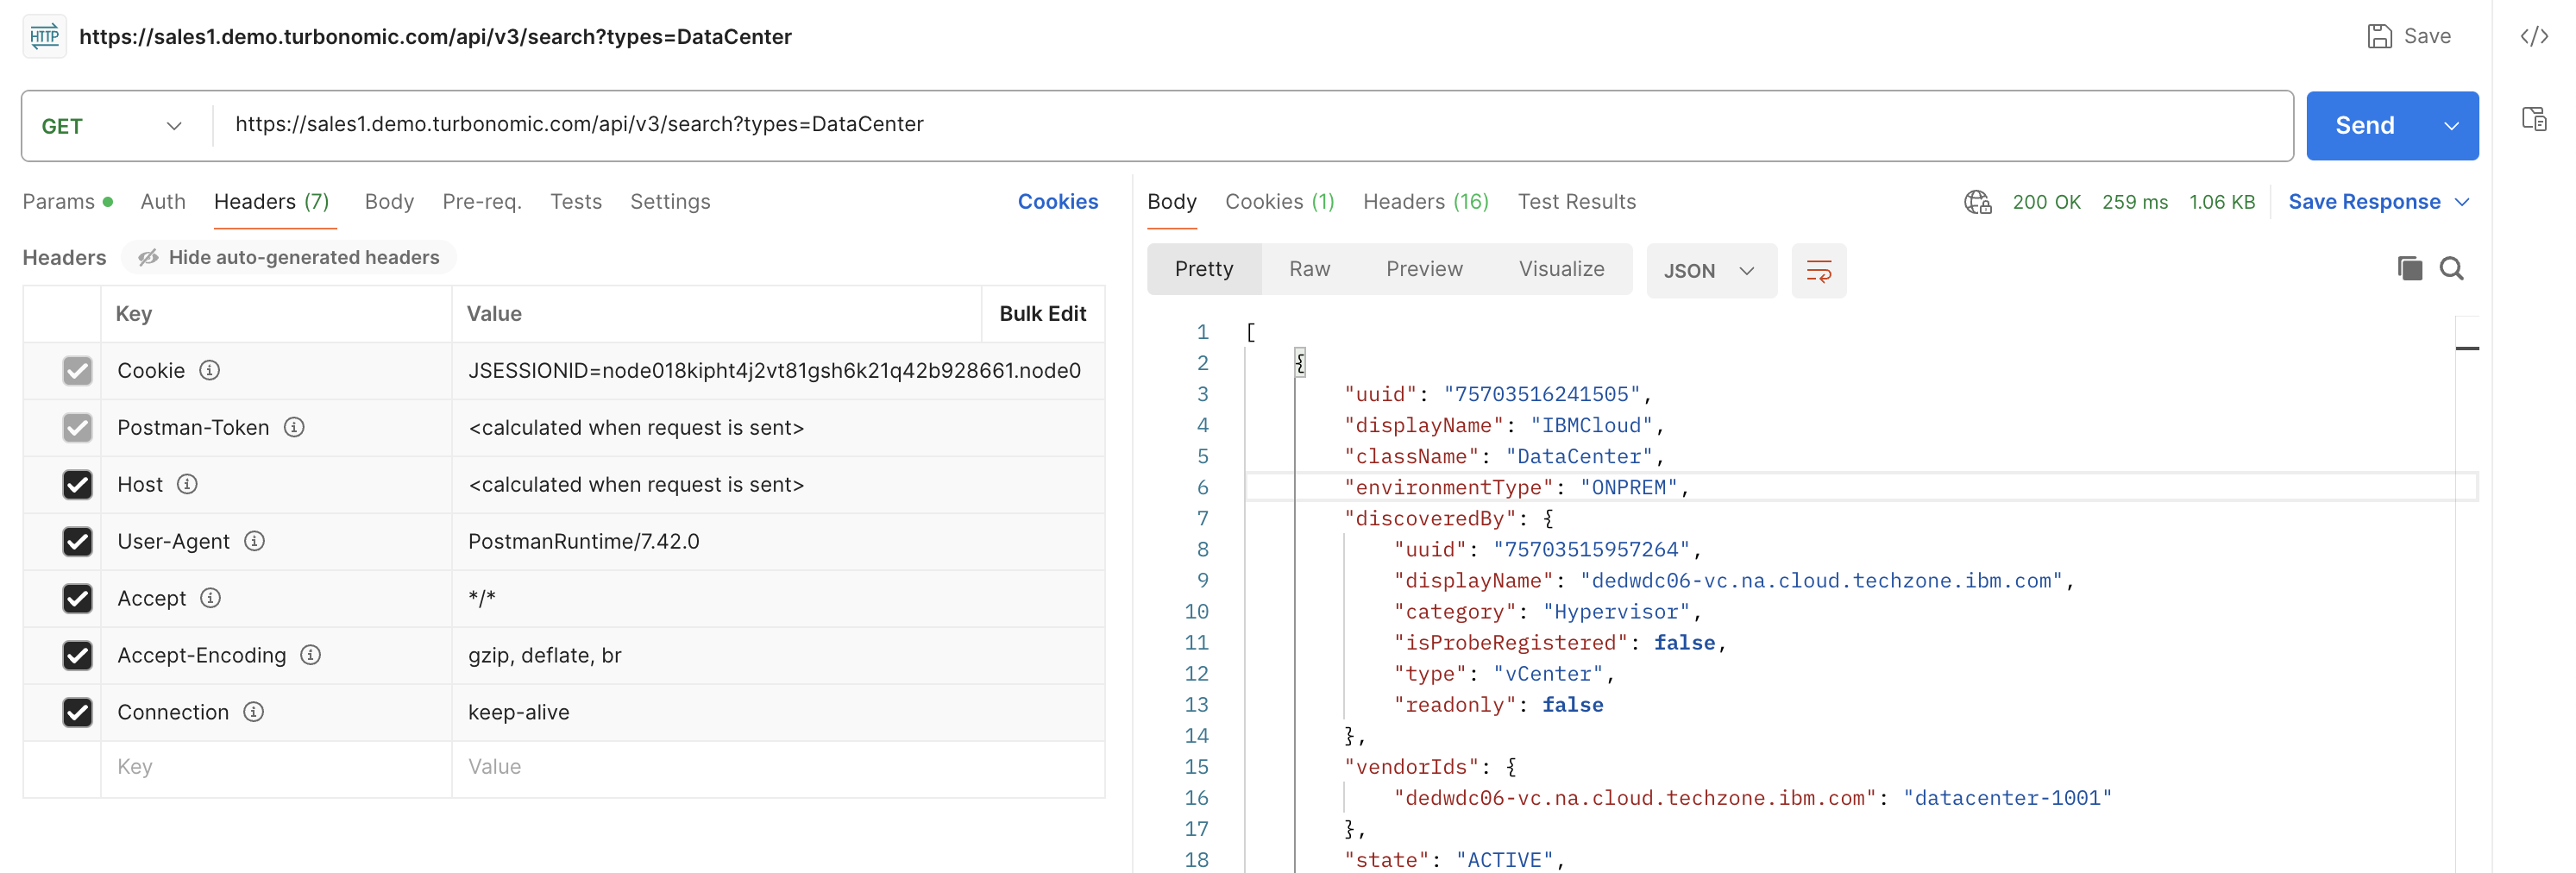 HTTP https://sales1.demo.turbonomic.com/api/v3/search?types=DataCenter Save </>
GET https://sales1.demo.turbonomic.com/api/v3/search?types=DataCenter Send
Params Auth Headers (7) Body Pre-req. Tests Settings Cookies
Headers Hide auto-generated headers
Key Value Bulk Edit
Cookie JSESSIONID=node018kipht4j2vt81gsh6k21q42b928661.node0
Postman-Token <calculated when request is sent>
Host <calculated when request is sent>
User-Agent PostmanRuntime/7.42.0
Accept */*
Accept-Encoding gzip, deflate, br
Connection keep-alive
Key Value
Body Cookies (1) Headers (16) Test Results 200 OK 259 ms 1.06 KB Save Response
Pretty Raw Preview Visualize JSON
1 [
2 {
3 "uuid": "75703516241505",
4 "displayName": "IBMCloud",
5 "className": "DataCenter",
6 "environmentType": "ONPREM",
7 "discoveredBy": {
8 "uuid": "75703515957264",
9 "displayName": "dedwdc06-vc.na.cloud.techzone.ibm.com",
10 "category": "Hypervisor",
11 "isProbeRegistered": false,
12 "type": "vCenter",
13 "readonly": false
14 },
15 "vendorIds": {
16 "dedwdc06-vc.na.cloud.techzone.ibm.com": "datacenter-1001"
17 },
18 "state": "ACTIVE",